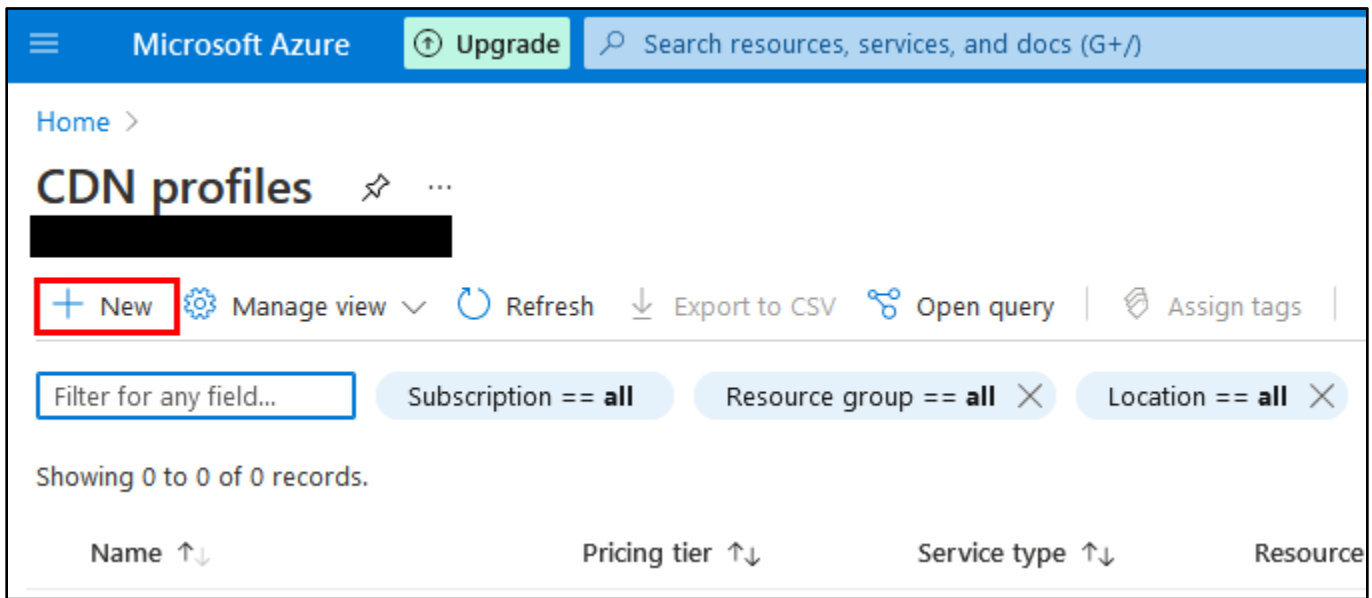 Microsoft Azure Upgrade Search resources, services, and docs (G+/)
Home >
CDN profiles ...
+ New Manage view Refresh Export to CSV Open query Assign tags
Filter for any field... Subscription == all Resource group == all Location == all
Showing 0 to 0 of 0 records.
Name ↑↓ Pricing tier ↑↓ Service type ↑↓ Resource